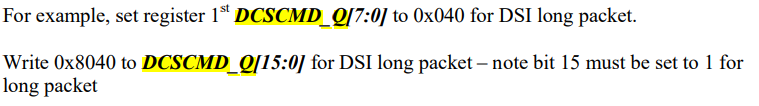 For example, set register 1st DCSCMD_Q[7:0] to 0x040 for DSI long packet.
Write 0x8040 to DCSCMD_Q[15:0] for DSI long packet – note bit 15 must be set to 1 for
long packet